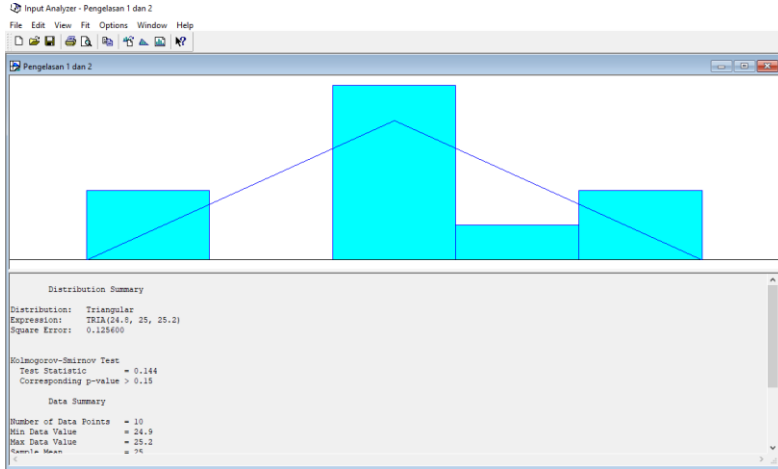 Input Analyzer - Pengelasan 1 dan 2
File Edit View Fit Options Window Help
Pengelasan 1 dan 2
Distribution Summary
Distribution: Triangular
Expression: TRIA(24.8, 25, 25.2)
Square Error: 0.125600
Kolmogorov-Smirnov Test
Test Statistic = 0.144
Corresponding p-value > 0.15
Data Summary
Number of Data Points = 10
Min Data Value = 24.9
Max Data Value = 25.2
Sample Mean = 25